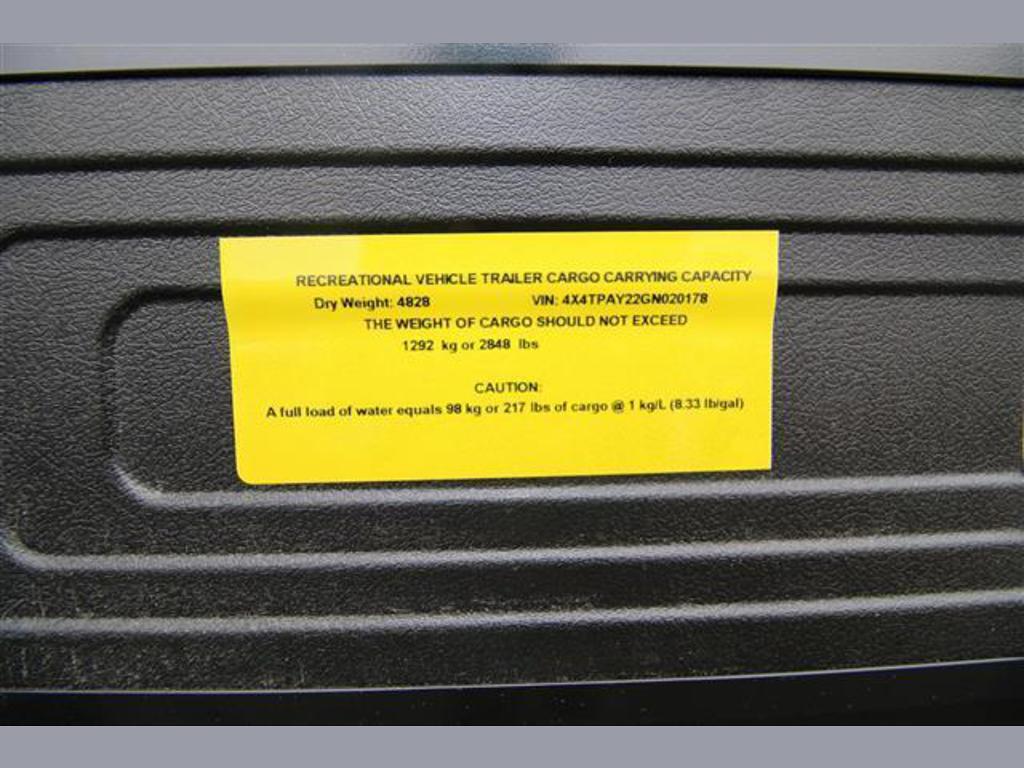 RECREATIONAL VEHICLE TRAILER CARGO CARRYING CAPACITY
Dry Weight: 4828 VIN: 4X4TPAY22GN020178
THE WEIGHT OF CARGO SHOULD NOT EXCEED
1292 kg or 2848 lbs
CAUTION:
A full load of water equals 98 kg or 217 lbs of cargo @ 1 kg/L (8.33 lb/gal)